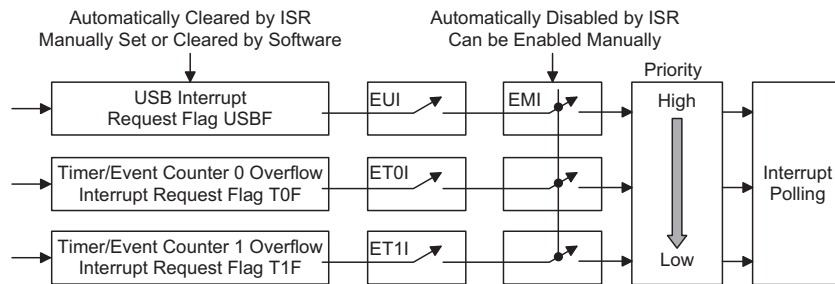 Automatically Cleared by ISR
Manually Set or Cleared by Software
Automatically Disabled by ISR
Can be Enabled Manually
Priority
USB Interrupt
Request Flag USBF
EUI
EMI
High
Timer/Event Counter 0 Overflow
Interrupt Request Flag T0F
ET0I
Interrupt
Polling
Timer/Event Counter 1 Overflow
Interrupt Request Flag T1F
ET1I
Low